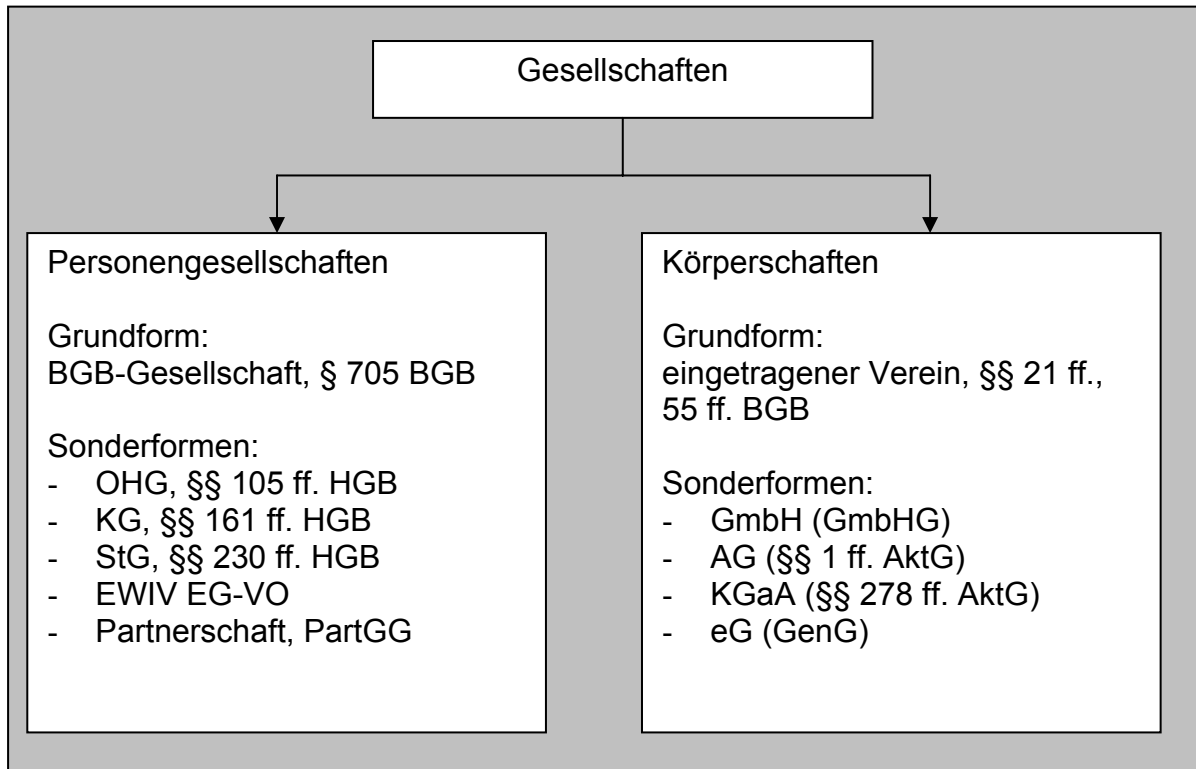 Gesellschaften
Personengesellschaften
Grundform:
BGB-Gesellschaft, § 705 BGB
Sonderformen:
- OHG, §§ 105 ff. HGB
- KG, §§ 161 ff. HGB
- StG, §§ 230 ff. HGB
- EWIV EG-VO
- Partnerschaft, PartGG
Körperschaften
Grundform:
eingetragener Verein, §§ 21 ff.,
55 ff. BGB
Sonderformen:
- GmbH (GmbHG)
- AG (§§ 1 ff. AktG)
- KGaA (§§ 278 ff. AktG)
- eG (GenG)